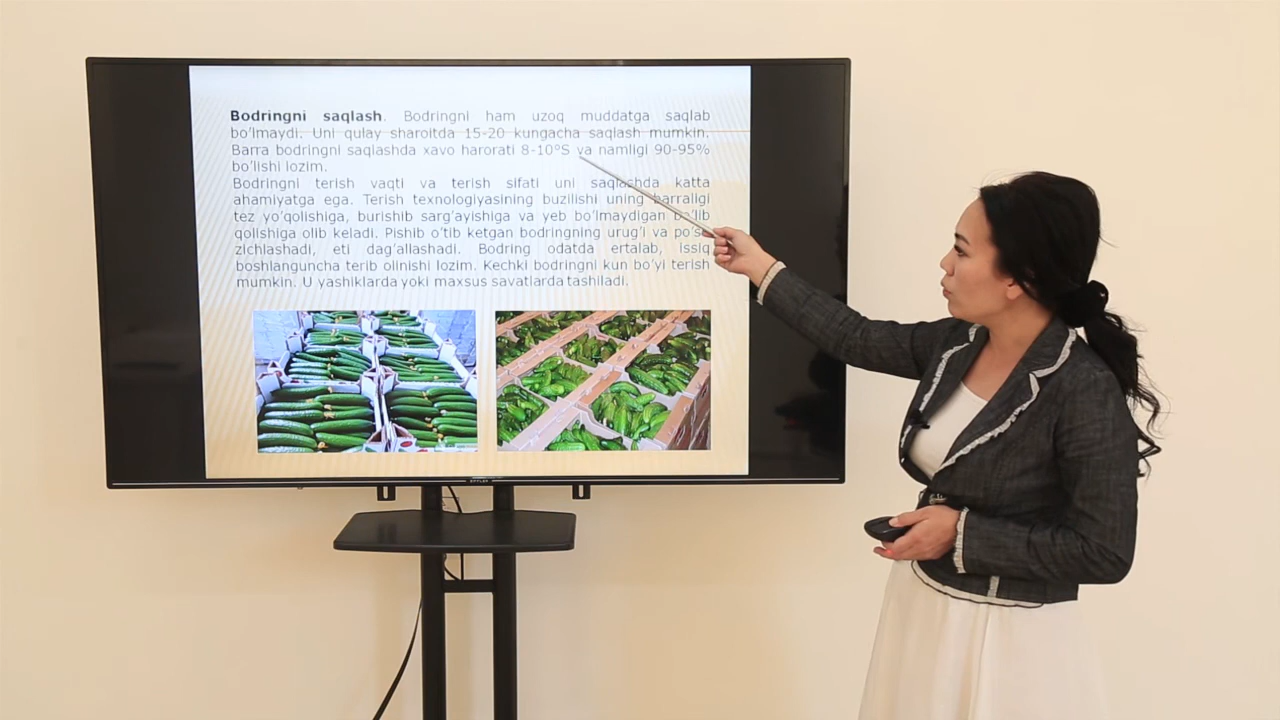 Bodringni saqlash. Bodringni ham uzoq muddatga saqlab
bo'lmaydi. Uni qulay sharoitda 15-20 kungacha saqlash mumkin.
Barra bodringni saqlashda xavo harorati 8-10°S va namligi 90-95%
bo'lishi lozim.
Bodringni terish vaqti va terish sifati uni saqlashda katta
ahamiyatga ega. Terish texnologiyasining buzilishi uning barraligi
tez yo'qolishiga, burishib sarg'ayishiga va yeb bo'lmaydigan bo'lib
qolishiga olib keladi. Pishib o'tib ketgan bodringning urug'i va
zichlashadi, eti dag'allashadi. Bodring odatda ertalab, issiq
boshlanguncha terib olinishi lozim. Kechki bodringni kun bo'yi terish
mumkin. U yashiklarda yoki maxsus savatlarda tashiladi.